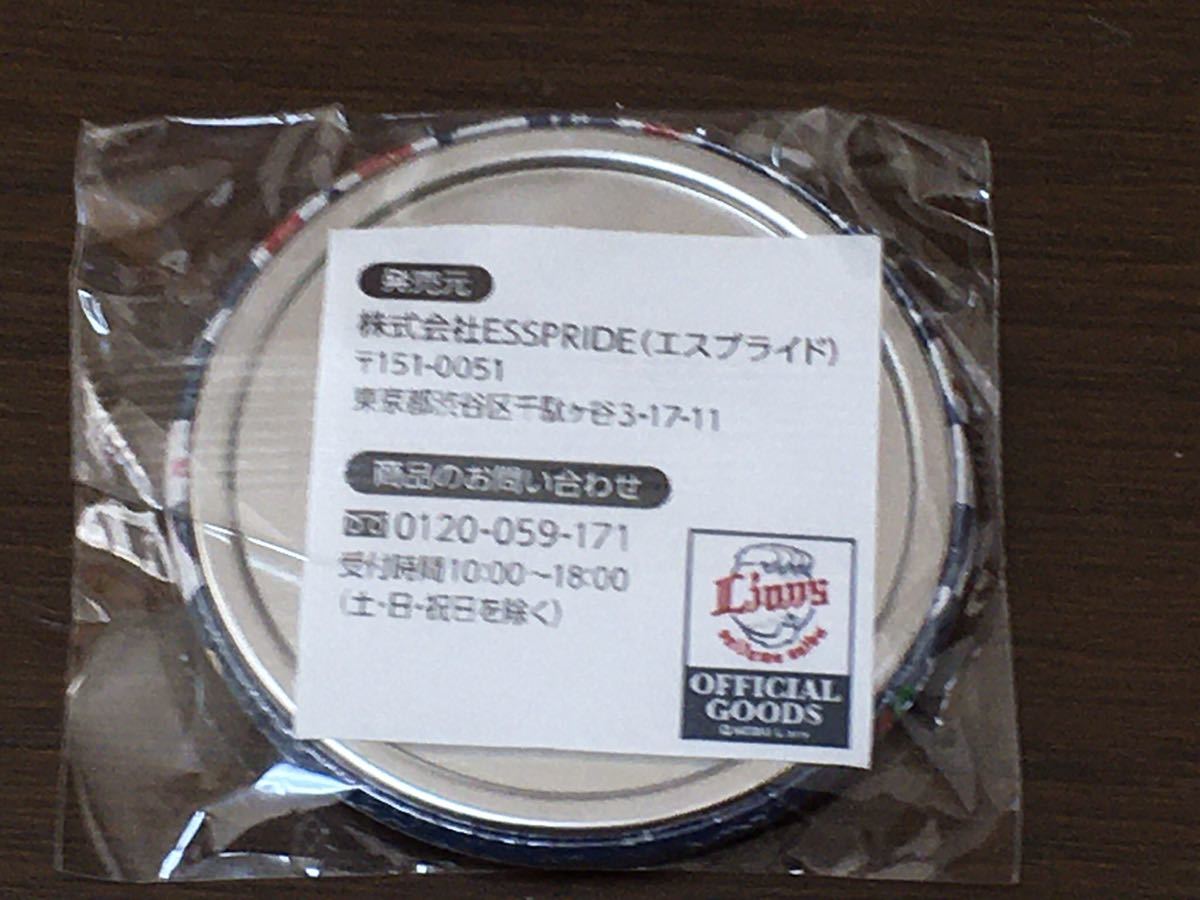 発売元
株式会社ESSPRIDE(エスプライド)
〒151-0051
東京都渋谷区千駄ヶ谷3-17-11
商品のお問い合わせ
0120-059-171
受付時間10:00～18:00
(土・日・祝日を除く)
Lions
OFFICIAL
GOODS